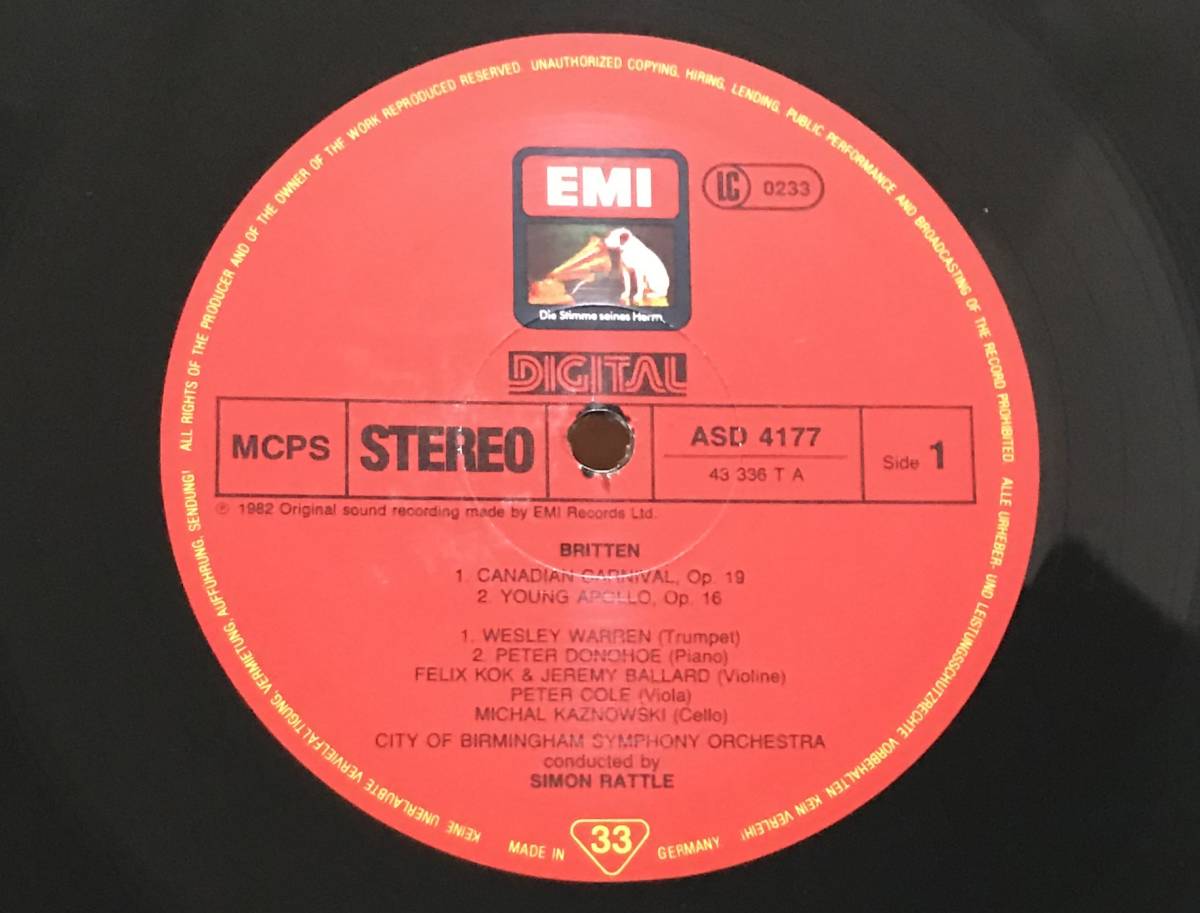 ALL RIGHTS OF THE PRODUCER AND OF THE OWNER OF THE WORK REPRODUCED RESERVED. UNAUTHORIZED COPYING, HIRING, LENDING, PUBLIC PERFORMANCE AND BROADCASTING OF THE RECORD PROHIBITED.
ALLE URHEBER- UND LEISTUNGSSCHUTZRECHTE VORBEHALTEN. KEIN VERLEIH!
KEINE UNERLAUBTE VERVIELFÄLTIGUNG, VERMIETUNG, AUFFÜHRUNG, SENDUNG!
EMI
LC 0233
Die Stimme seines Herrn
DIGITAL
MCPS STEREO ASD 4177 Side 1
43 336 T A
℗ 1982 Original sound recording made by EMI Records Ltd.
BRITTEN
1. CANADIAN CARNIVAL, Op. 19
2. YOUNG APOLLO, Op. 16
1. WESLEY WARREN (Trumpet)
2. PETER DONOHOE (Piano)
FELIX KOK & JEREMY BALLARD (Violine)
PETER COLE (Viola)
MICHAL KAZNOWSKI (Cello)
CITY OF BIRMINGHAM SYMPHONY ORCHESTRA
conducted by
SIMON RATTLE
MADE IN 33 GERMANY